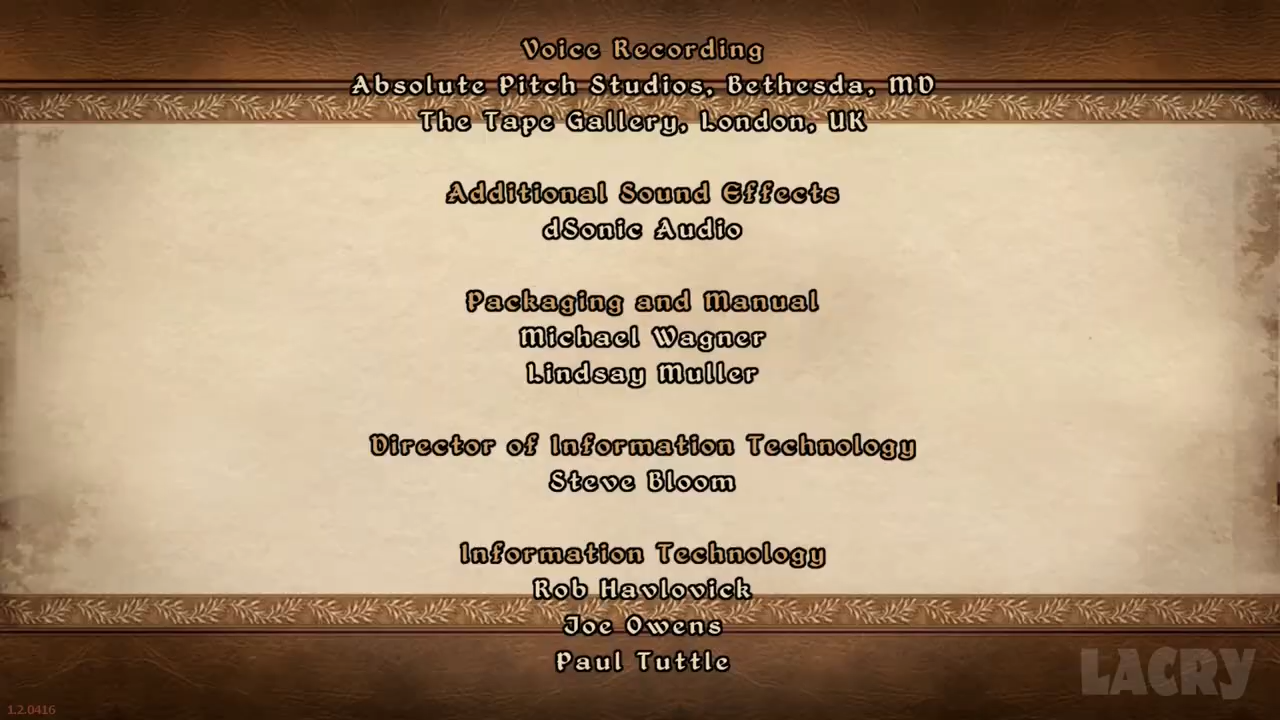 Voice Recording
Absolute Pitch Studios, Bethesda, MD
The Tape Gallery, London, UK
Additional Sound Effects
dSonic Audio
Packaging and Manual
Michael Wagner
Lindsay Muller
Director of Information Technology
Steve Bloom
Information Technology
Rob Havlovick
Joe Owens
Paul Tuttle
LACRY
1.2.0416